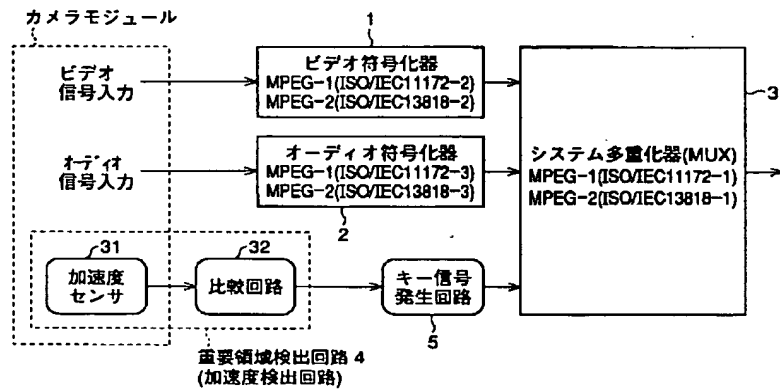 カメラモジュール
ビデオ
信号入力
1
ビデオ符号化器
MPEG-1(ISO/IEC11172-2)
MPEG-2(ISO/IEC13818-2)
オーディオ
信号入力
オーディオ符号化器
MPEG-1(ISO/IEC11172-3)
MPEG-2(ISO/IEC13818-3)
2
システム多重化器(MUX)
MPEG-1(ISO/IEC11172-1)
MPEG-2(ISO/IEC13818-1)
3
31
加速度
センサ
32
比較回路
キー信号
発生回路
5
重要領域検出回路 4
(加速度検出回路)